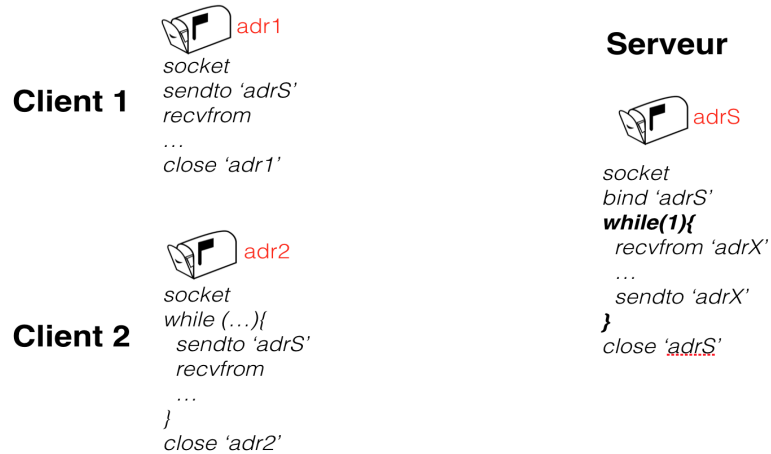 Client 1
adr1
socket
sendto ‘adrS’
recvfrom
...
close ‘adr1’
Client 2
adr2
socket
while (...){
sendto ‘adrS’
recvfrom
...
}
close ‘adr2’
Serveur
adrS
socket
bind ‘adrS’
while(1){
recvfrom ‘adrX’
...
sendto ‘adrX’
}
close ‘adrS’